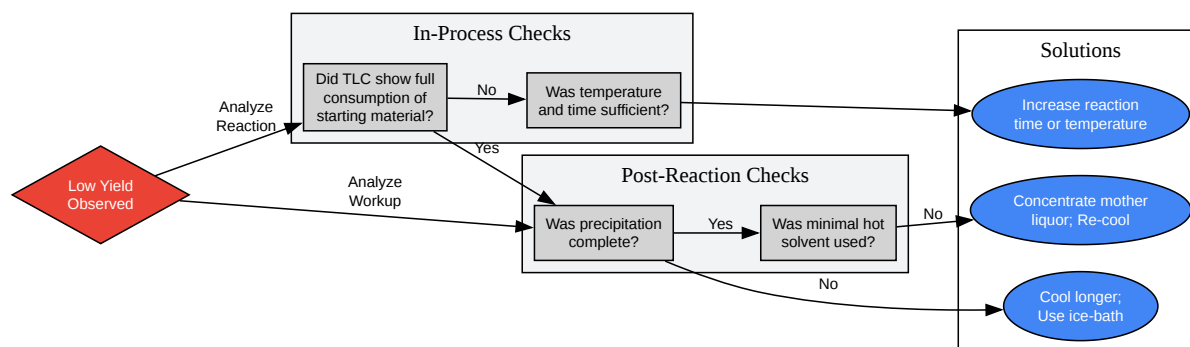 In-Process Checks
Did TLC show full
consumption of
starting material?
No
Was temperature
and time sufficient?
Analyze
Reaction
Yes
Low Yield
Observed
Analyze
Workup
Post-Reaction Checks
Was precipitation
complete?
Yes
Was minimal hot
solvent used?
No
No
Solutions
Increase reaction
time or temperature
Concentrate mother
liquor; Re-cool
Cool longer;
Use ice-bath